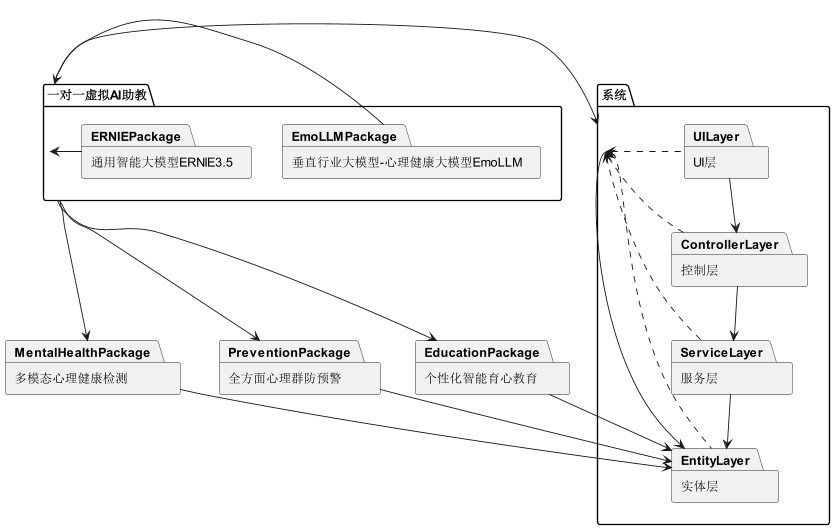 一对一虚拟AI助教
ERNIEPackage
通用智能大模型ERNIE3.5
EmoLLMPackage
垂直行业大模型-心理健康大模型EmoLLM
系统
UILayer
UI层
ControllerLayer
控制层
ServiceLayer
服务层
EntityLayer
实体层
MentalHealthPackage
多模态心理健康检测
PreventionPackage
全方面心理群防预警
EducationPackage
个性化智能育心教育